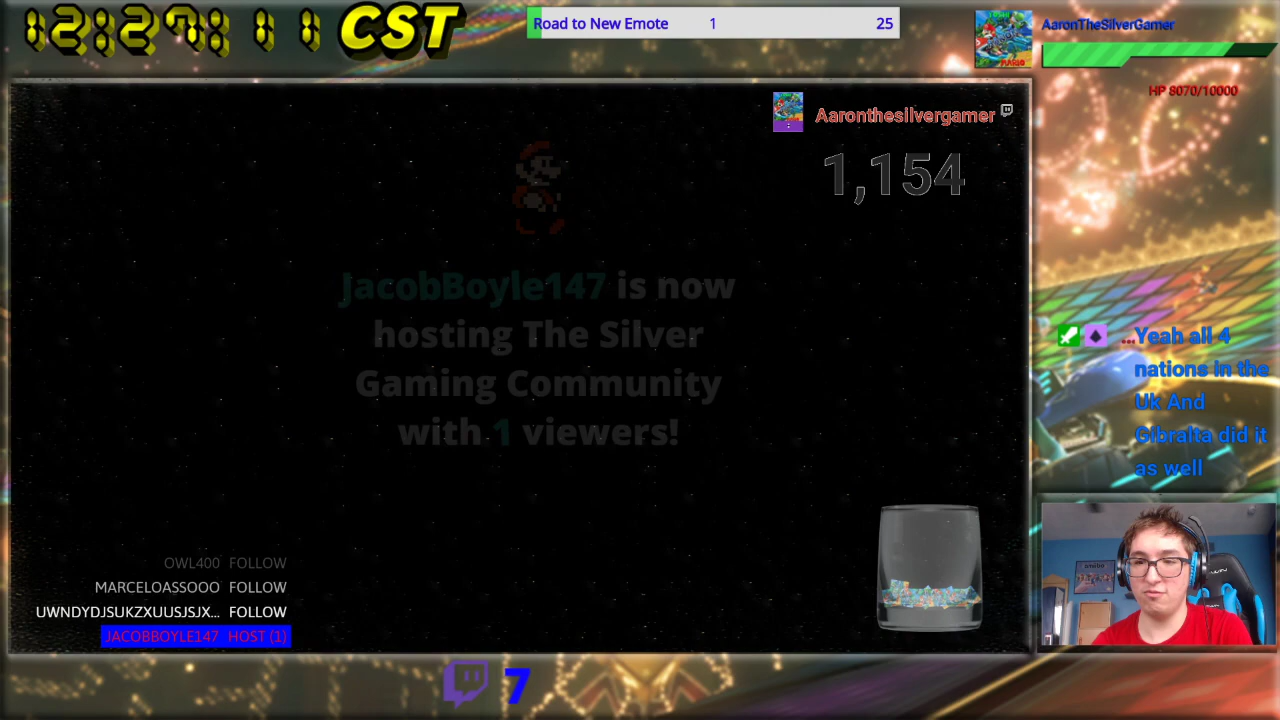 12:27:11 CST
Road to New Emote 1 25
AaronTheSilverGamer
HP 8070/10000
Aaronthesilvergamer
1,154
JacobBoyle147 is now
hosting The Silver
Gaming Community
with 1 viewers!
...Yeah all 4
nations in the
Uk And
Gibralta did it
as well
OWL400 FOLLOW
MARCELOASSOOO FOLLOW
UWNDYDJSUKZXUUSJSJX... FOLLOW
JACOBBOYLE147 HOST (1)
7